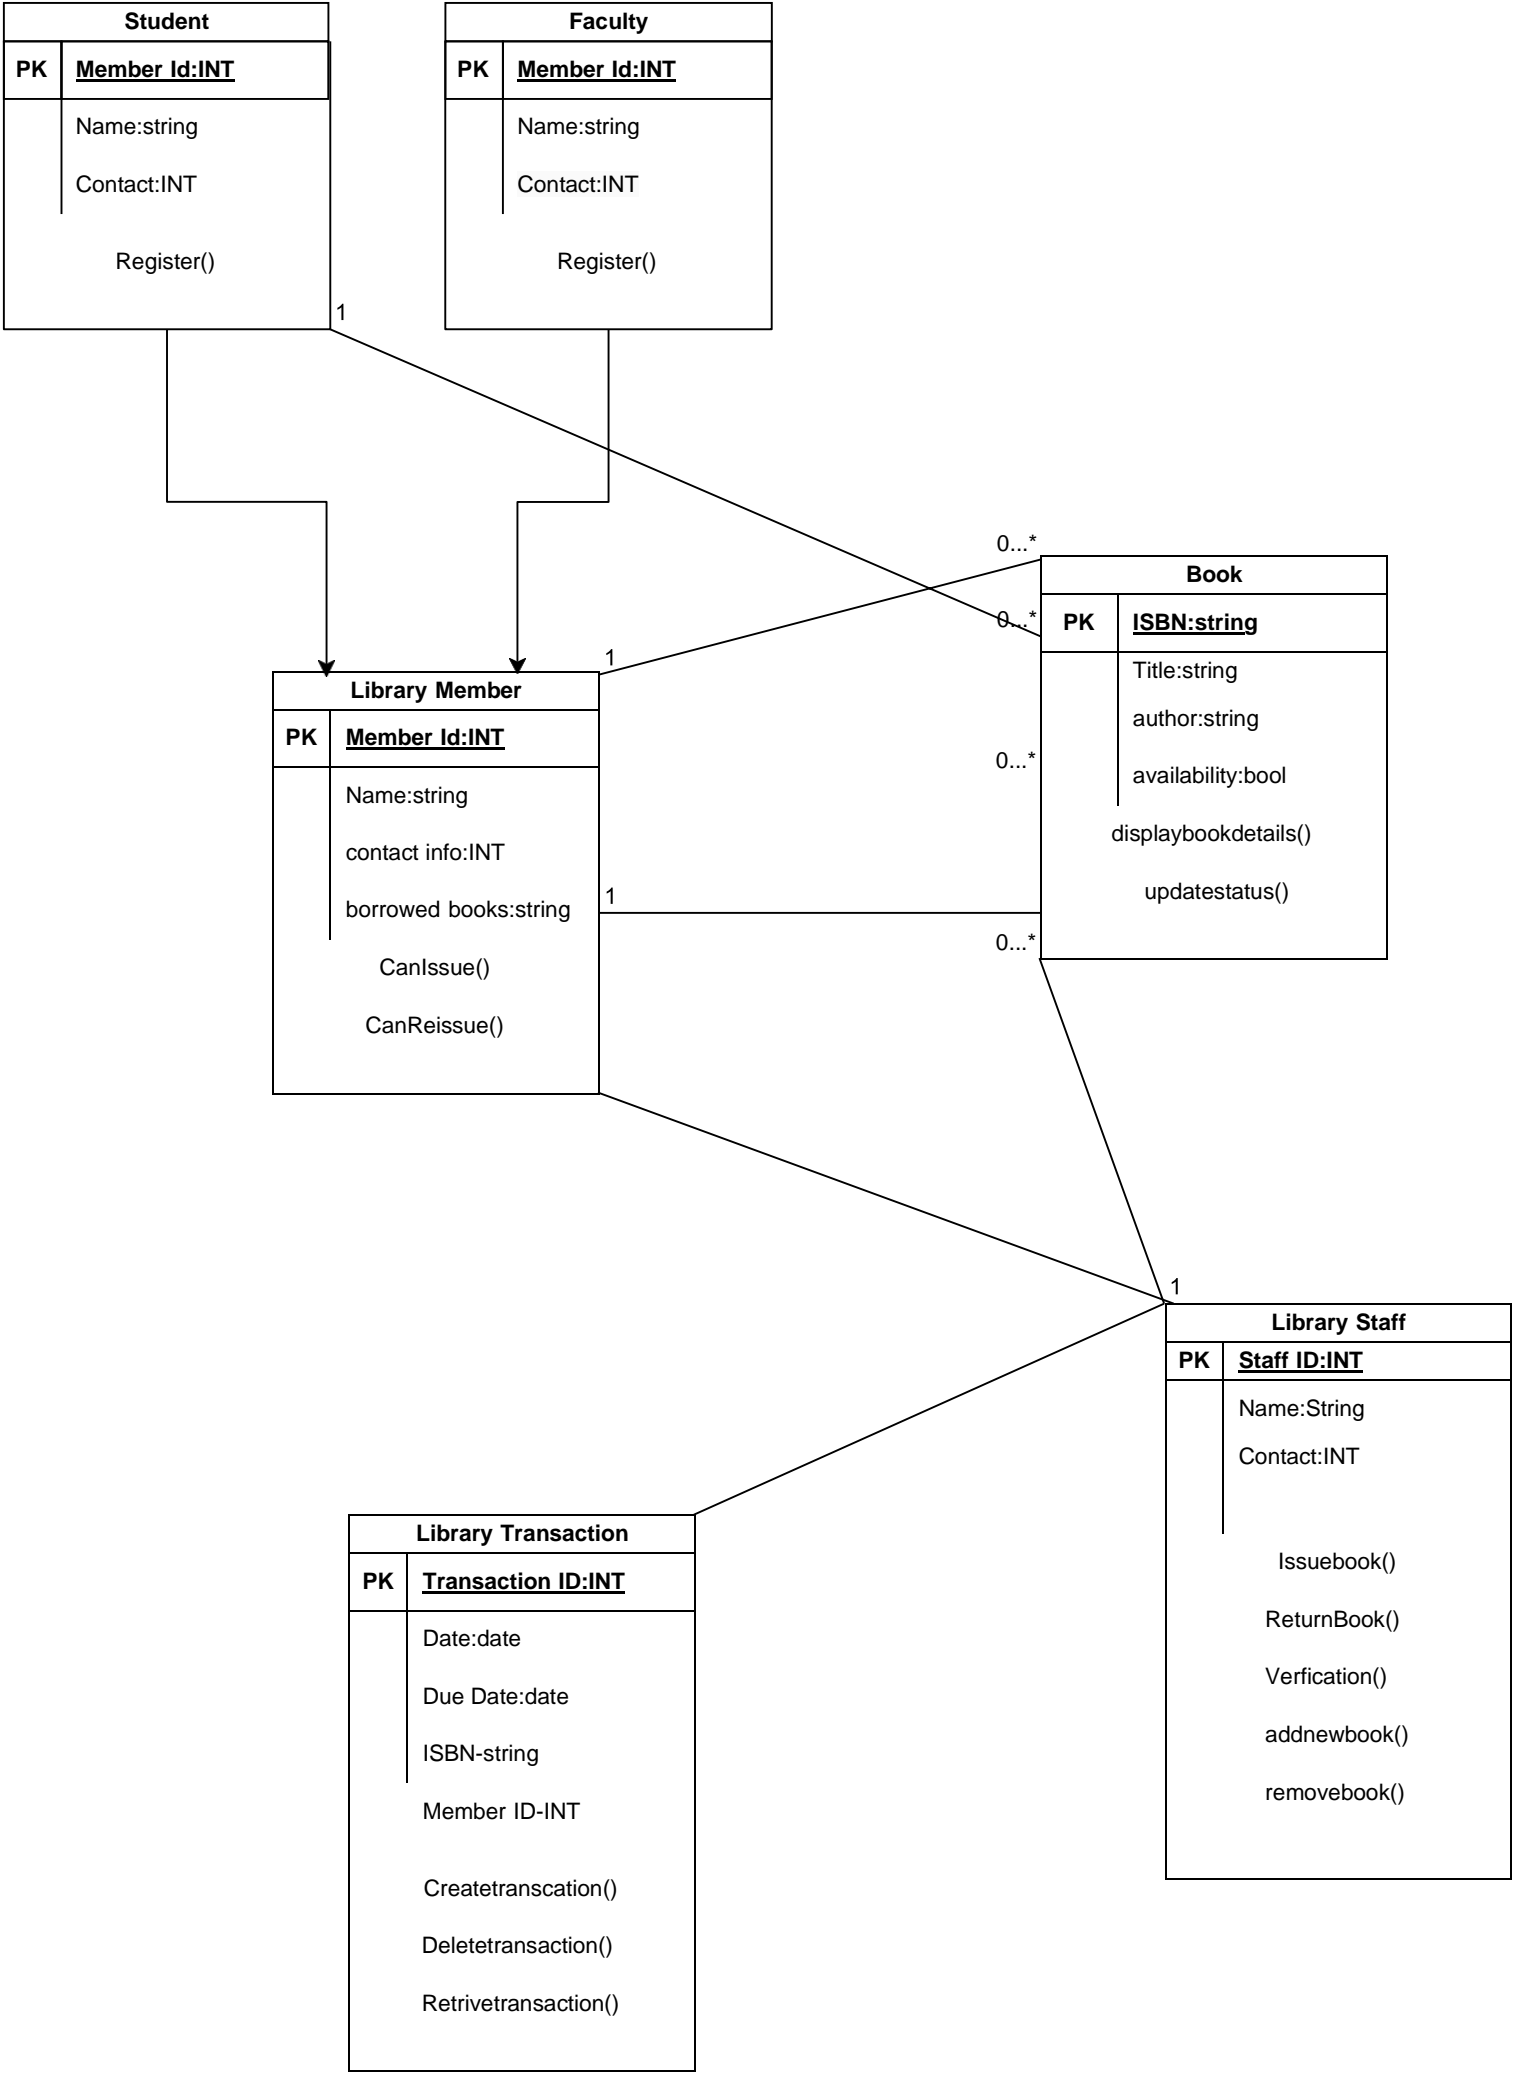 Student
PK Member Id:INT
Name:string
Contact:INT
Register()
1
Faculty
PK Member Id:INT
Name:string
Contact:INT
Register()
0...*
0...*
0...*
0...*
Book
PK ISBN:string
Title:string
author:string
availability:bool
displaybookdetails()
updatestatus()
1
1
Library Member
PK Member Id:INT
Name:string
contact info:INT
borrowed books:string
CanIssue()
CanReissue()
1
Library Staff
PK Staff ID:INT
Name:String
Contact:INT
Issuebook()
ReturnBook()
Verfication()
addnewbook()
removebook()
Library Transaction
PK Transaction ID:INT
Date:date
Due Date:date
ISBN-string
Member ID-INT
Createtranscation()
Deletetransaction()
Retrivetransaction()